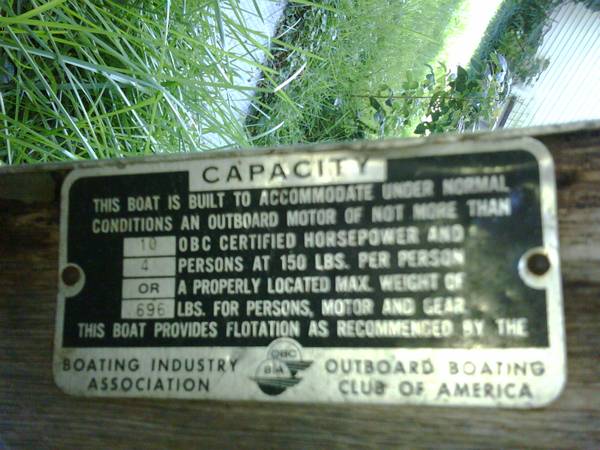 CAPACITY
THIS BOAT IS BUILT TO ACCOMMODATE UNDER NORMAL
CONDITIONS AN OUTBOARD MOTOR OF NOT MORE THAN
10 OBC CERTIFIED HORSEPOWER AND
4 PERSONS AT 150 LBS. PER PERSON
OR A PROPERLY LOCATED MAX. WEIGHT OF
696 LBS. FOR PERSONS, MOTOR AND GEAR.
THIS BOAT PROVIDES FLOTATION AS RECOMMENDED BY THE
BOATING INDUSTRY ASSOCIATION
OBC
BIA
OUTBOARD BOATING CLUB OF AMERICA